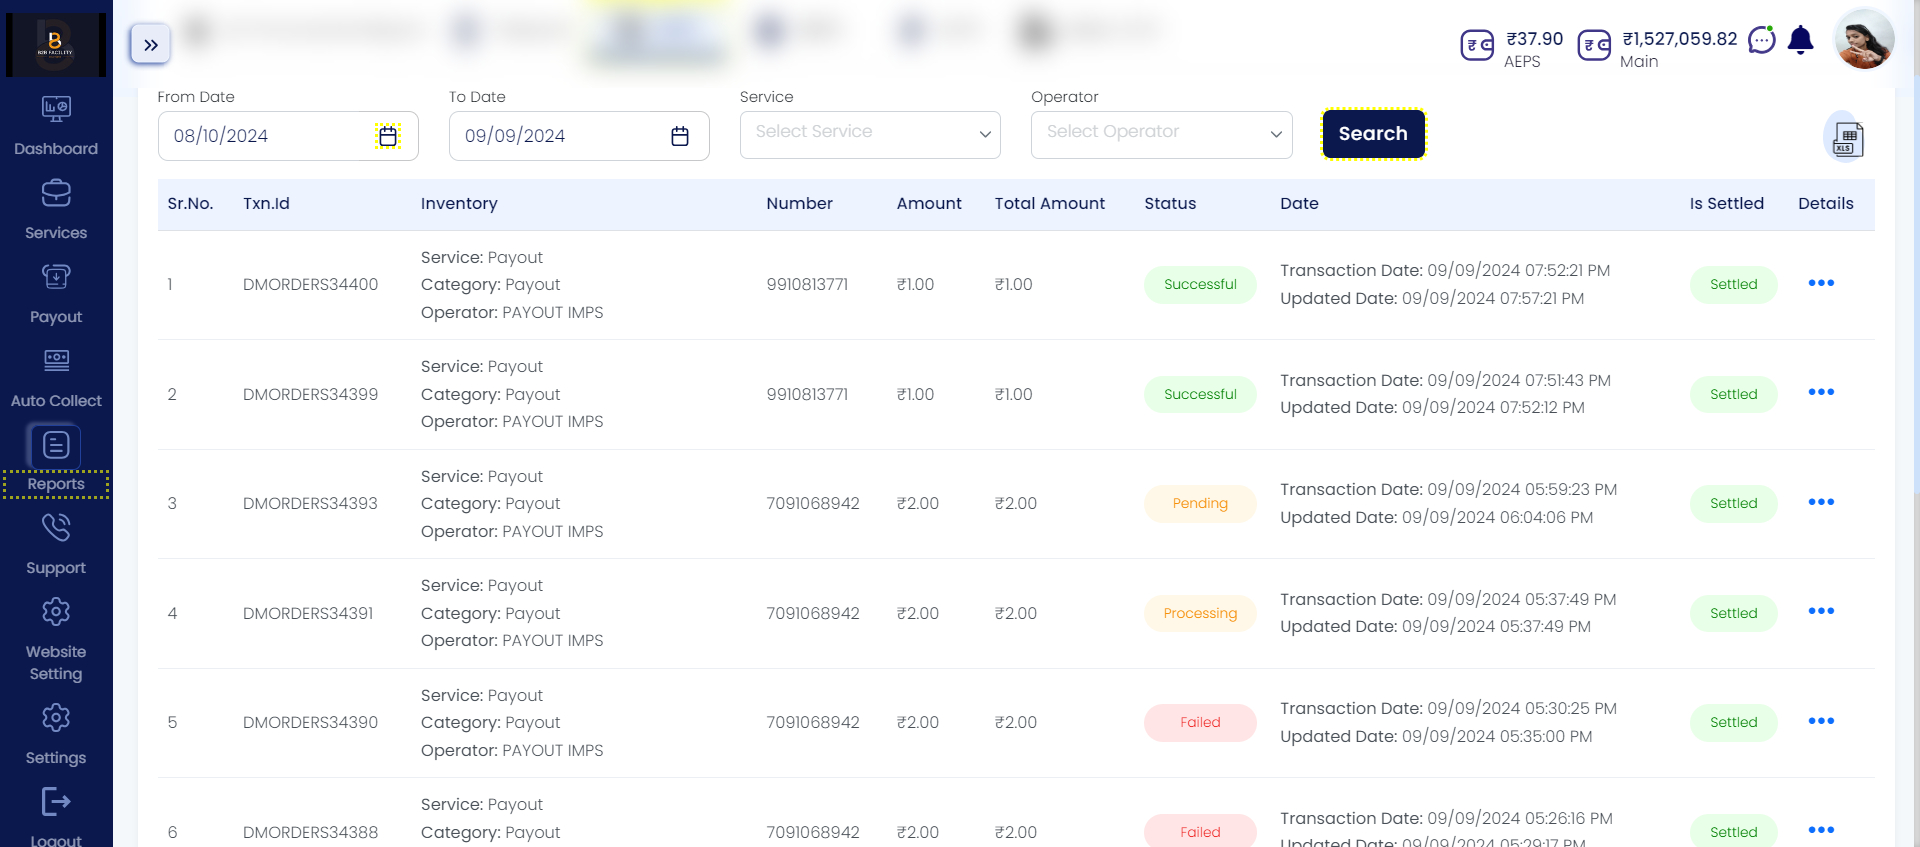 B2B FACILITY
₹37.90
AEPS
₹1,527,059.82
Main
Dashboard
Services
Payout
Auto Collect
Reports
Support
Website
Setting
Settings
Logout
From Date
To Date
Service
Operator
08/10/2024
09/09/2024
Select Service
Select Operator
Search
XLS
Sr.No. Txn.Id Inventory Number Amount Total Amount Status Date Is Settled Details
Service: Payout
1 DMORDERS34400 Category: Payout 9910813771 ₹1.00 ₹1.00 Successful Transaction Date: 09/09/2024 07:52:21 PM Settled
Operator: PAYOUT IMPS Updated Date: 09/09/2024 07:57:21 PM
Service: Payout
2 DMORDERS34399 Category: Payout 9910813771 ₹1.00 ₹1.00 Successful Transaction Date: 09/09/2024 07:51:43 PM Settled
Operator: PAYOUT IMPS Updated Date: 09/09/2024 07:52:12 PM
Service: Payout
3 DMORDERS34393 Category: Payout 7091068942 ₹2.00 ₹2.00 Pending Transaction Date: 09/09/2024 05:59:23 PM Settled
Operator: PAYOUT IMPS Updated Date: 09/09/2024 06:04:06 PM
Service: Payout
4 DMORDERS34391 Category: Payout 7091068942 ₹2.00 ₹2.00 Processing Transaction Date: 09/09/2024 05:37:49 PM Settled
Operator: PAYOUT IMPS Updated Date: 09/09/2024 05:37:49 PM
Service: Payout
5 DMORDERS34390 Category: Payout 7091068942 ₹2.00 ₹2.00 Failed Transaction Date: 09/09/2024 05:30:25 PM Settled
Operator: PAYOUT IMPS Updated Date: 09/09/2024 05:35:00 PM
Service: Payout
6 DMORDERS34388 Category: Payout 7091068942 ₹2.00 ₹2.00 Failed Transaction Date: 09/09/2024 05:26:16 PM Settled
Updated Date: 09/09/2024 05:29:17 PM